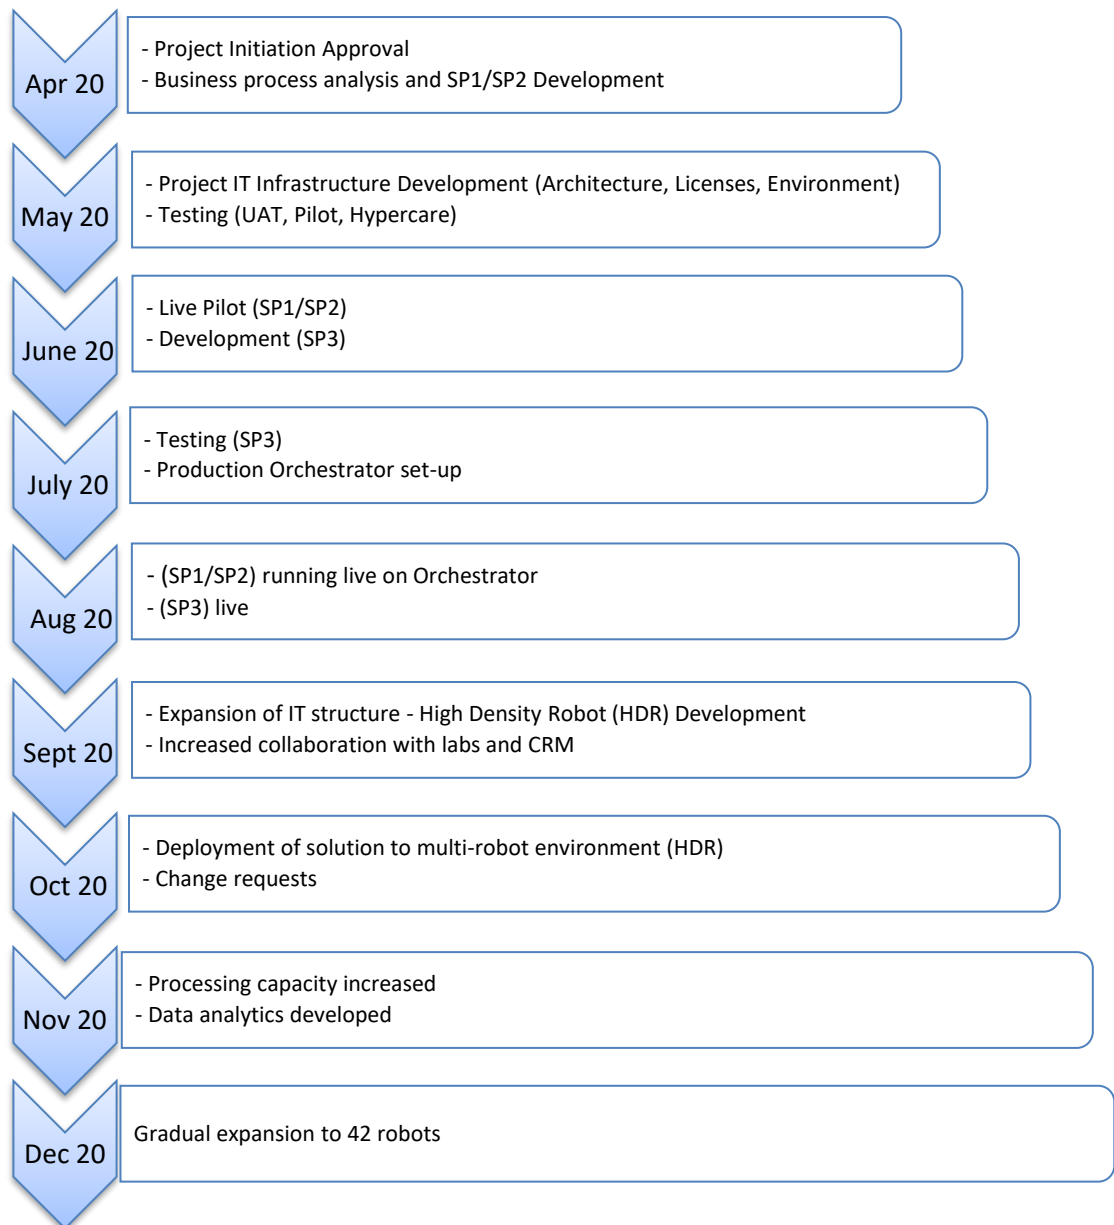 Apr 20
- Project Initiation Approval
- Business process analysis and SP1/SP2 Development
May 20
- Project IT Infrastructure Development (Architecture, Licenses, Environment)
- Testing (UAT, Pilot, Hypercare)
June 20
- Live Pilot (SP1/SP2)
- Development (SP3)
July 20
- Testing (SP3)
- Production Orchestrator set-up
Aug 20
- (SP1/SP2) running live on Orchestrator
- (SP3) live
Sept 20
- Expansion of IT structure - High Density Robot (HDR) Development
- Increased collaboration with labs and CRM
Oct 20
- Deployment of solution to multi-robot environment (HDR)
- Change requests
Nov 20
- Processing capacity increased
- Data analytics developed
Dec 20
Gradual expansion to 42 robots